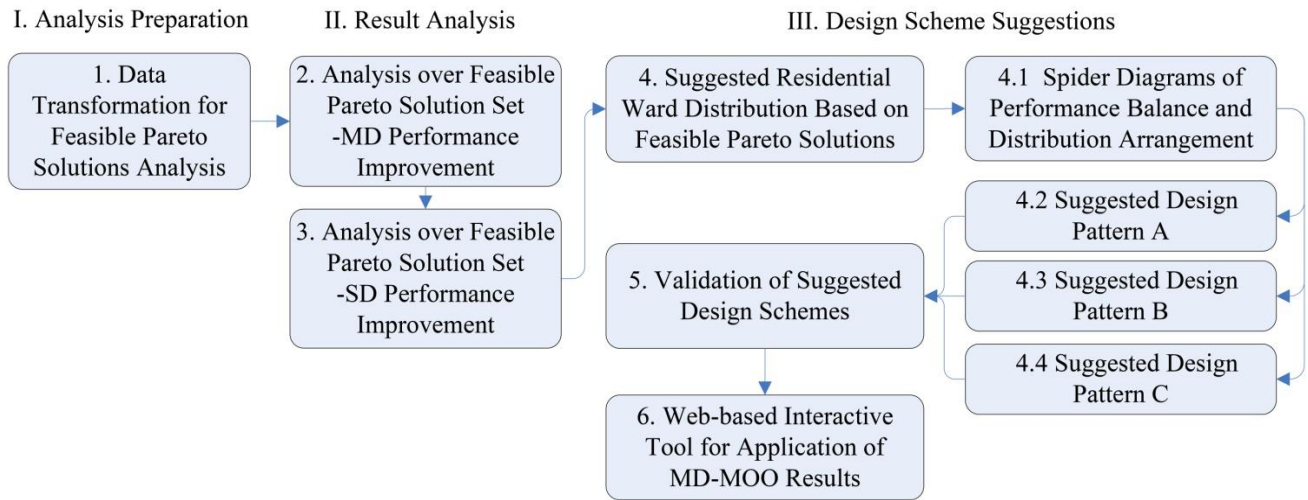 I. Analysis Preparation
II. Result Analysis
III. Design Scheme Suggestions
1. Data
Transformation for
Feasible Pareto
Solutions Analysis
2. Analysis over Feasible
Pareto Solution Set
-MD Performance
Improvement
3. Analysis over Feasible
Pareto Solution Set
-SD Performance
Improvement
4. Suggested Residential
Ward Distribution Based on
Feasible Pareto Solutions
4.1 Spider Diagrams of
Performance Balance and
Distribution Arrangement
4.2 Suggested Design
Pattern A
4.3 Suggested Design
Pattern B
4.4 Suggested Design
Pattern C
5. Validation of Suggested
Design Schemes
6. Web-based Interactive
Tool for Application of
MD-MOO Results